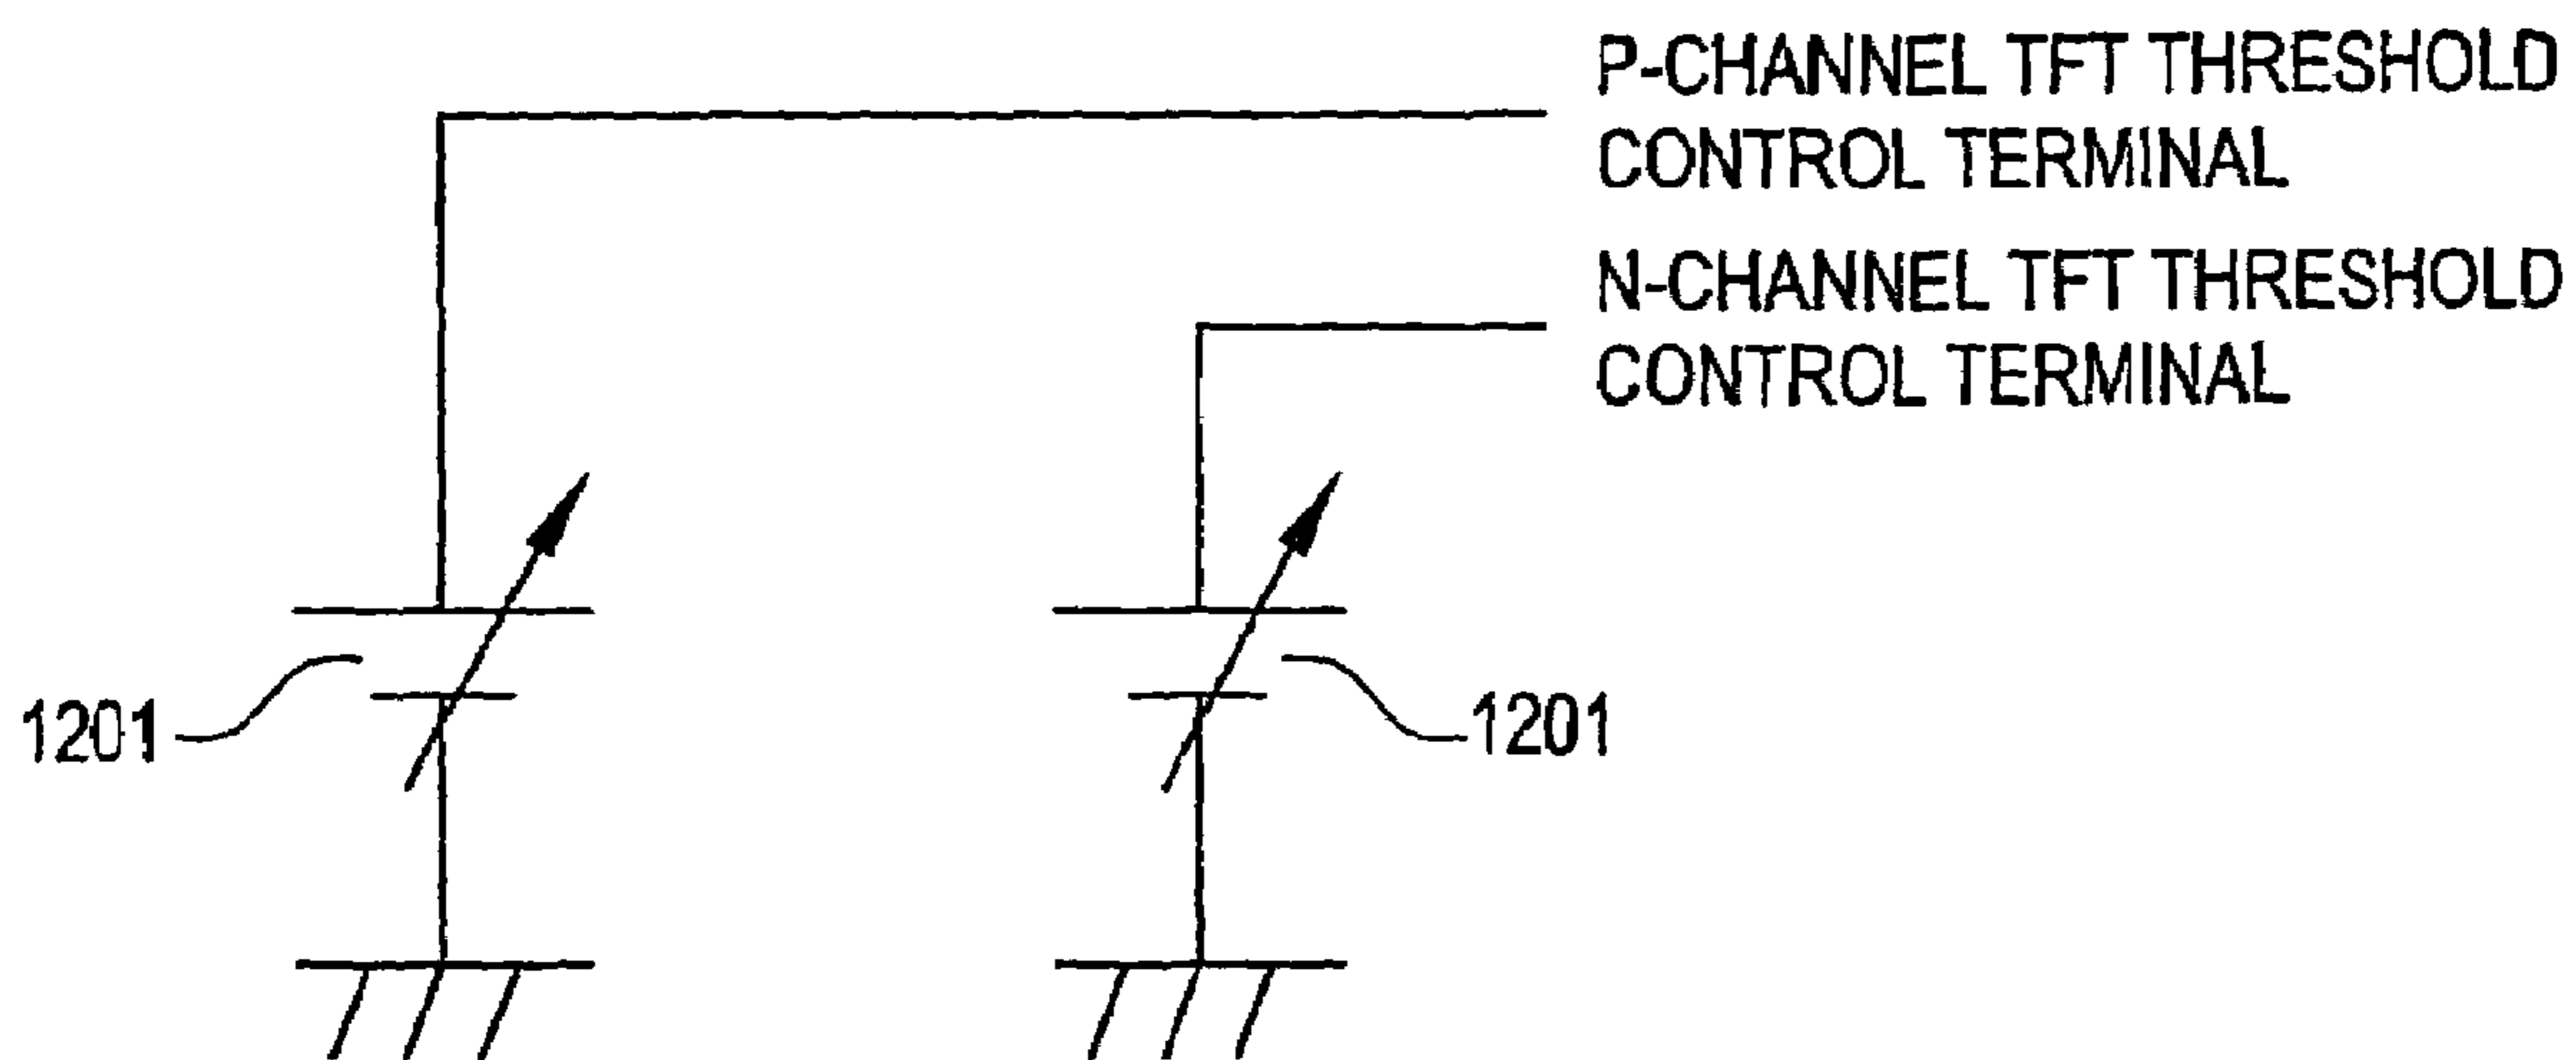 P-CHANNEL TFT THRESHOLD
CONTROL TERMINAL
N-CHANNEL TFT THRESHOLD
CONTROL TERMINAL
1201
1201